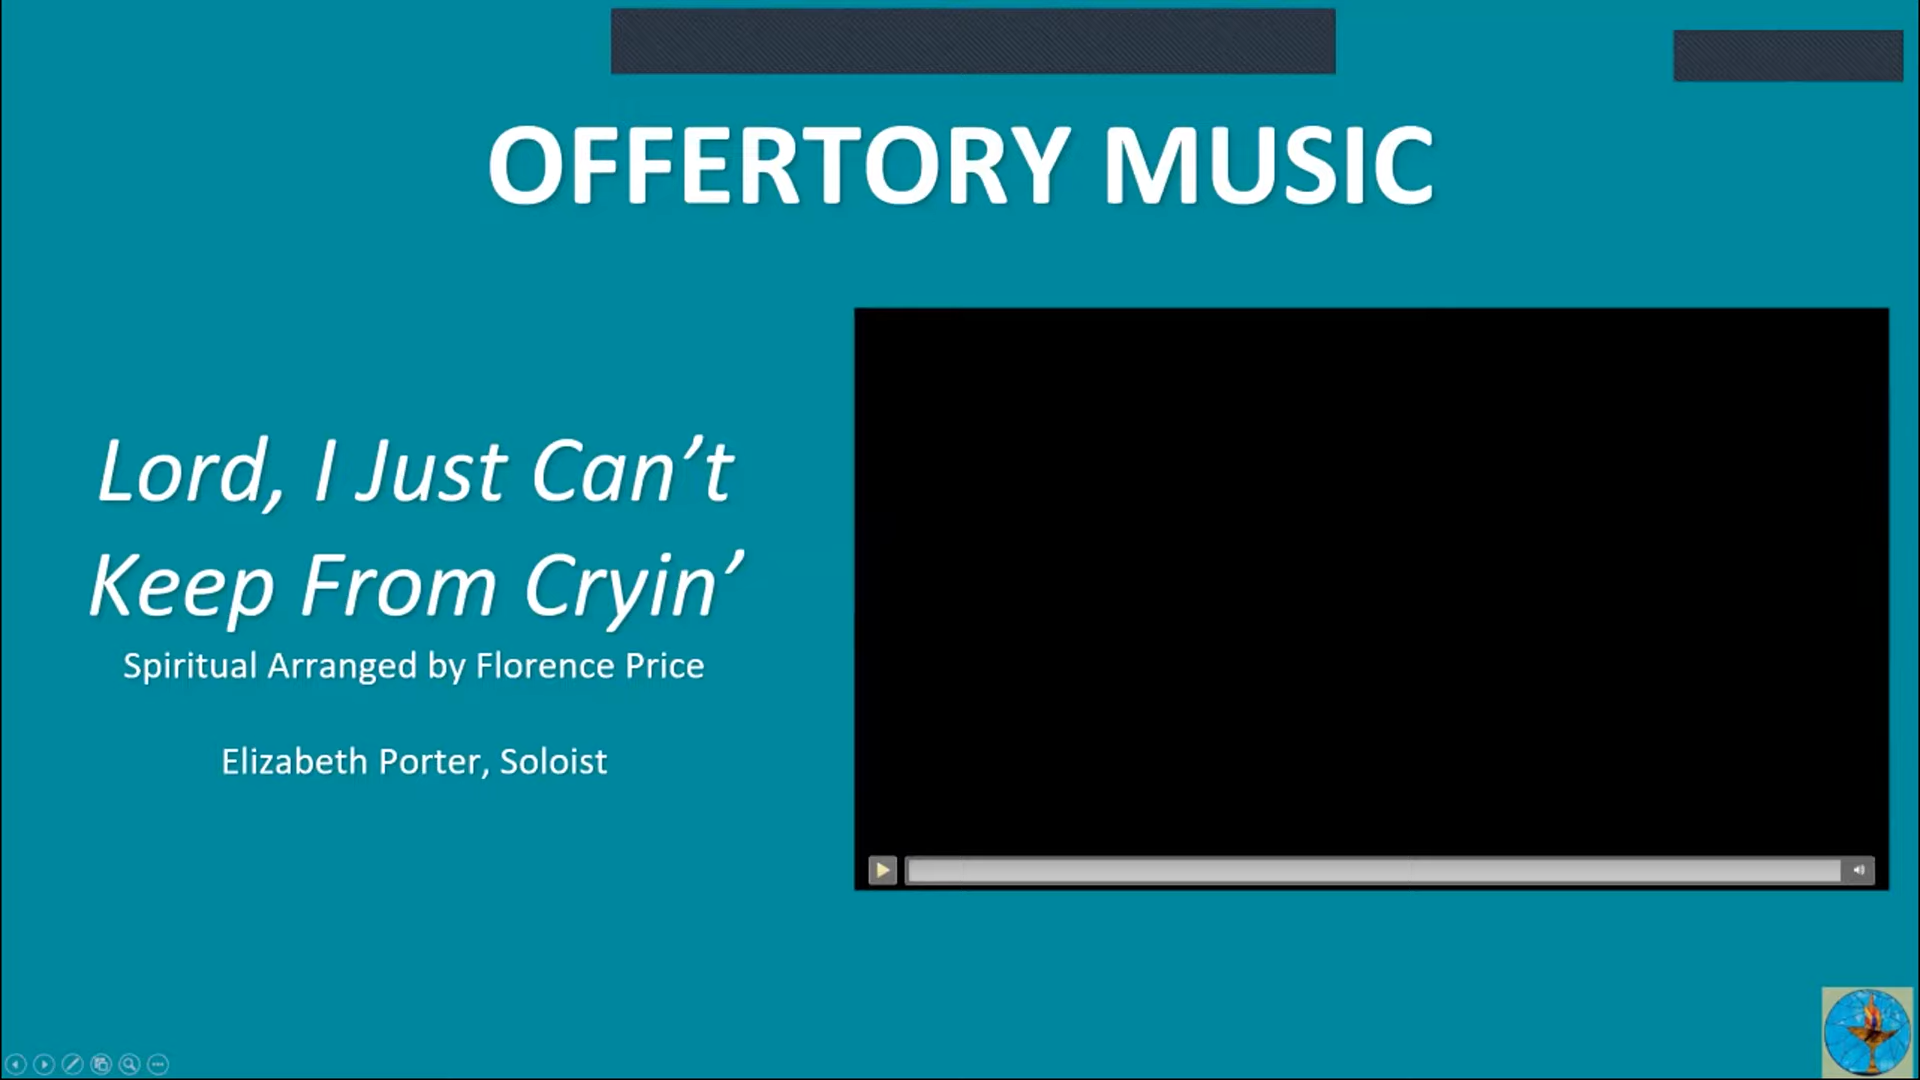 OFFERTORY MUSIC
Lord, I Just Can’t
Keep From Cryin’
Spiritual Arranged by Florence Price
Elizabeth Porter, Soloist